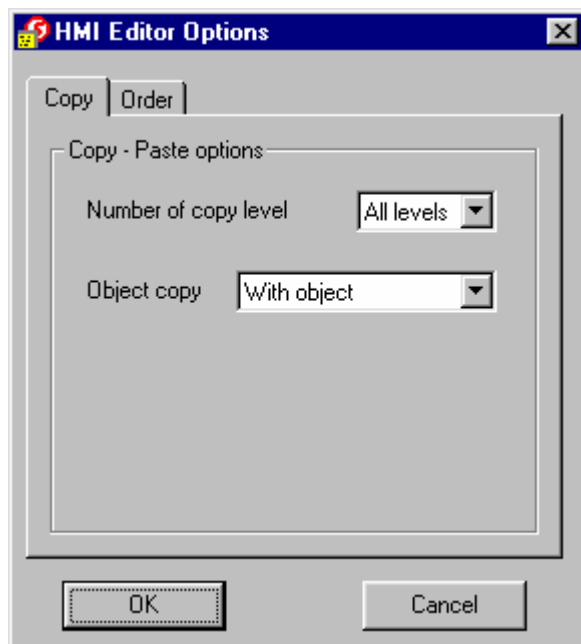 HMI Editor Options
Copy Order
Copy - Paste options
Number of copy level All levels
Object copy With object
OK Cancel